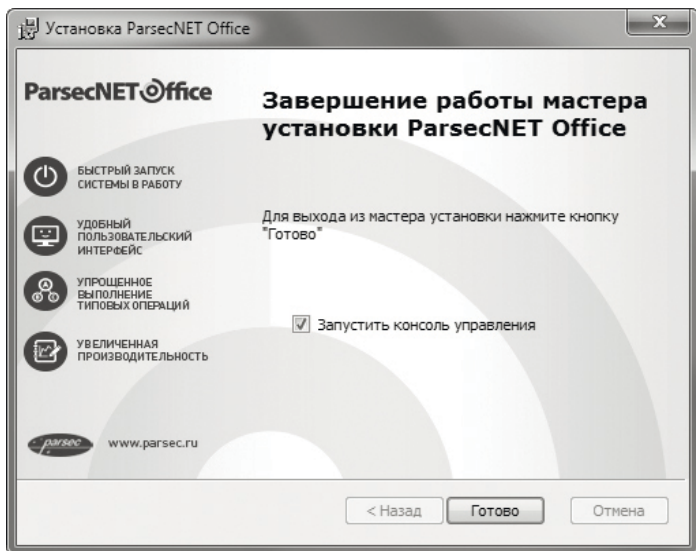 Установка ParsecNET Office
x
ParsecNET Office
Завершение работы мастера
установки ParsecNET Office
БЫСТРЫЙ ЗАПУСК
СИСТЕМЫ В РАБОТУ
УДОБНЫЙ
ПОЛЬЗОВАТЕЛЬСКИЙ
ИНТЕРФЕЙС
УПРОЩЕННОЕ
ВЫПОЛНЕНИЕ
ТИПОВЫХ ОПЕРАЦИЙ
УВЕЛИЧЕННАЯ
ПРОИЗВОДИТЕЛЬНОСТЬ
Для выхода из мастера установки нажмите кнопку
"Готово"
Запустить консоль управления
parsec www.parsec.ru
< Назад Готово Отмена